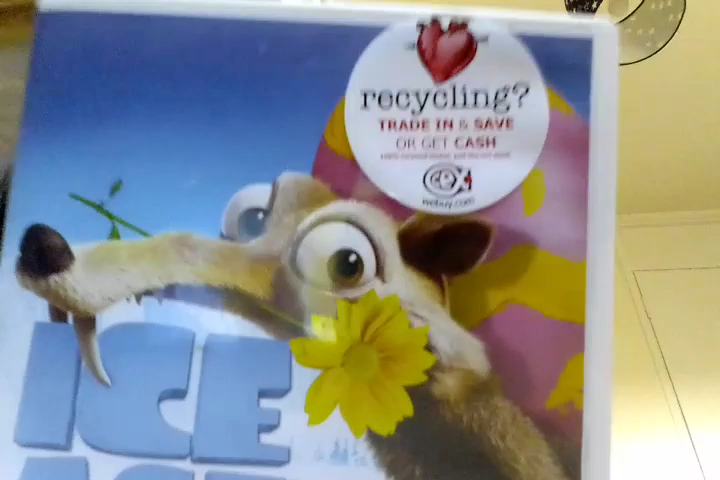 recycling?
TRADE IN & SAVE
OR GET CASH
cex
webuy.com
ICE